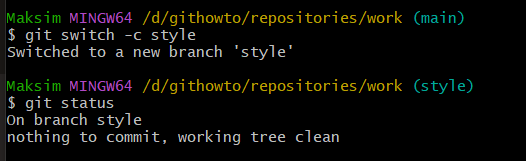 Maksim MINGW64 /d/githowto/repositories/work (main)
$ git switch -c style
Switched to a new branch 'style'
Maksim MINGW64 /d/githowto/repositories/work (style)
$ git status
On branch style
nothing to commit, working tree clean